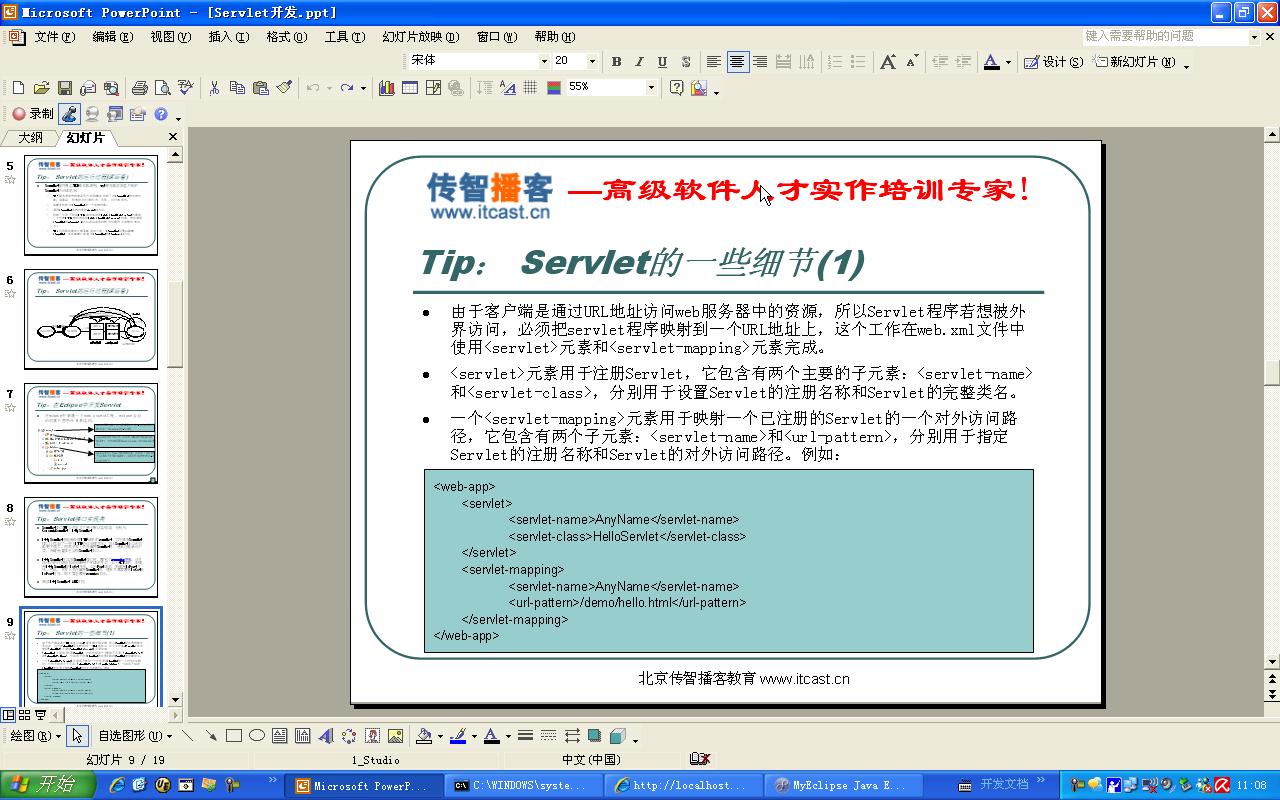 Microsoft PowerPoint - [Servlet开发.ppt]
文件(F) 编辑(E) 视图(V) 插入(I) 格式(O) 工具(T) 幻灯片放映(D) 窗口(W) 帮助(H) 键入需要帮助的问题
宋体 20 B I U S A A A 设计(S) 新幻灯片(N)
55%
录制
大纲 幻灯片
5
6
7
8
9
传智播客 —高级软件人才实作培训专家!
www.itcast.cn
Tip： Servlet的一些细节(1)
● 由于客户端是通过URL地址访问web服务器中的资源，所以Servlet程序若想被外
界访问，必须把servlet程序映射到一个URL地址上，这个工作在web.xml文件中
使用<servlet>元素和<servlet-mapping>元素完成。
● <servlet>元素用于注册Servlet，它包含有两个主要的子元素：<servlet-name>
和<servlet-class>，分别用于设置Servlet的注册名称和Servlet的完整类名。
● 一个<servlet-mapping>元素用于映射一个已注册的Servlet的一个对外访问路
径，它包含有两个子元素：<servlet-name>和<url-pattern>，分别用于指定
Servlet的注册名称和Servlet的对外访问路径。例如：
<web-app>
<servlet>
<servlet-name>AnyName</servlet-name>
<servlet-class>HelloServlet</servlet-class>
</servlet>
<servlet-mapping>
<servlet-name>AnyName</servlet-name>
<url-pattern>/demo/hello.html</url-pattern>
</servlet-mapping>
</web-app>
北京传智播客教育 www.itcast.cn
绘图(R) 自选图形(U)
幻灯片 9 / 19 1_Studio 中文(中国)
开始 Microsoft PowerP... C:\WINDOWS\syste... http://localhost... MyEclipse Java E... 开发文档 11:08